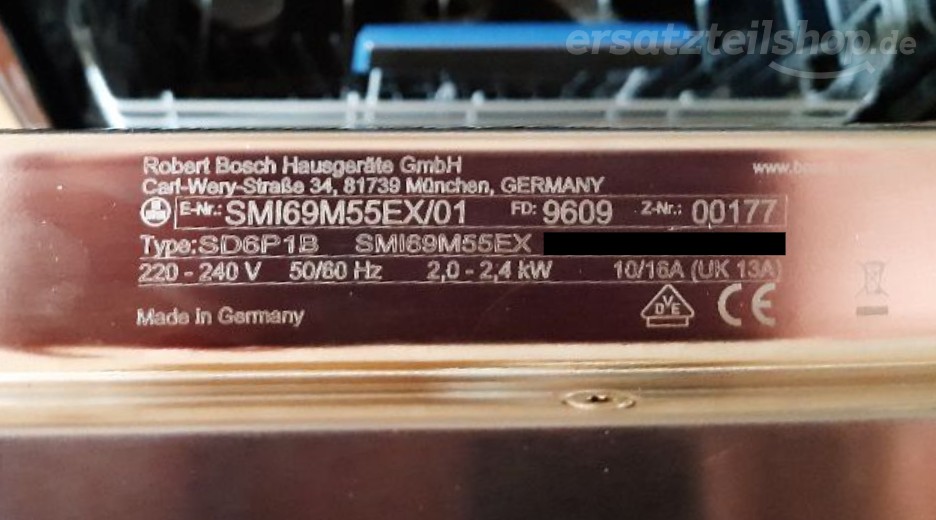 ersatzteilshop.de
Robert Bosch Hausgeräte GmbH
Carl-Wery-Straße 34, 81739 München, GERMANY
E-Nr.: SMI69M55EX/01 FD: 9609 Z-Nr.: 00177
Type: SD6P1B SMI69M55EX
220 - 240 V 50/60 Hz 2,0 - 2,4 kW 10/16A (UK 13A)
Made in Germany
DVE CE